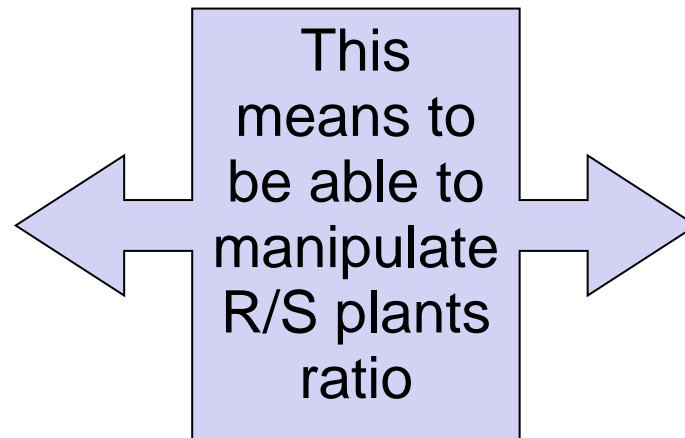 This
means to
be able to
manipulate
R/S plants
ratio